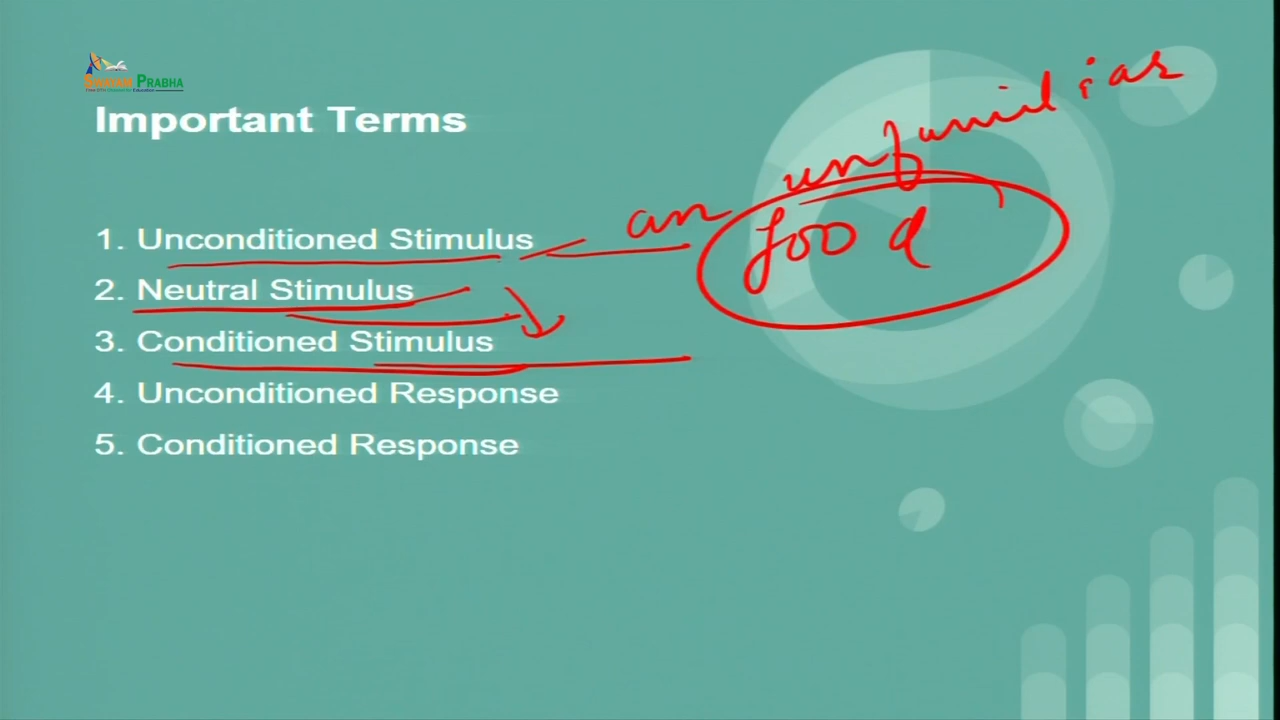 SWAYAM PRABHA
Important Terms
an unfamiliar
food
1. Unconditioned Stimulus
2. Neutral Stimulus
3. Conditioned Stimulus
4. Unconditioned Response
5. Conditioned Response